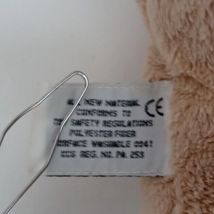 ALL NEW MATERIAL
CONFORMS TO
SAFETY REGULATIONS
POLYESTER FIBER
SURFACE WASHABLE
REG. NO. PA. 253
CE